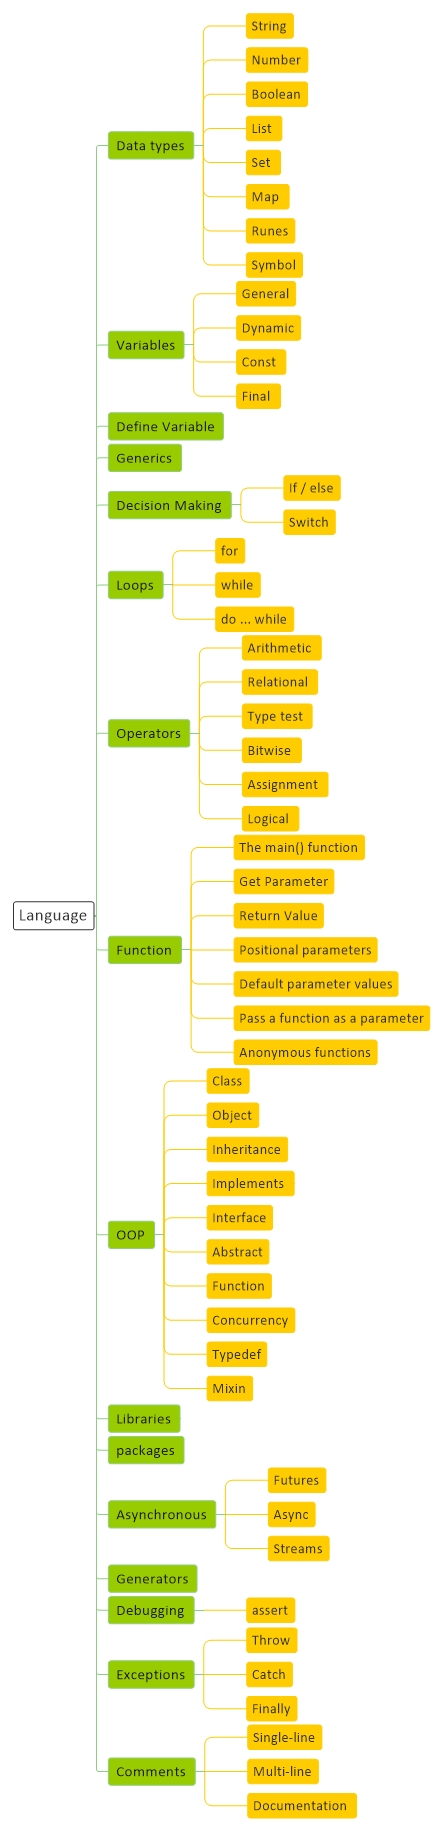 Language
Data types
String
Number
Boolean
List
Set
Map
Runes
Symbol
Variables
General
Dynamic
Const
Final
Define Variable
Generics
Decision Making
If / else
Switch
Loops
for
while
do ... while
Operators
Arithmetic
Relational
Type test
Bitwise
Assignment
Logical
Function
The main() function
Get Parameter
Return Value
Positional parameters
Default parameter values
Pass a function as a parameter
Anonymous functions
OOP
Class
Object
Inheritance
Implements
Interface
Abstract
Function
Concurrency
Typedef
Mixin
Libraries
packages
Asynchronous
Futures
Async
Streams
Generators
Debugging
assert
Exceptions
Throw
Catch
Finally
Comments
Single-line
Multi-line
Documentation